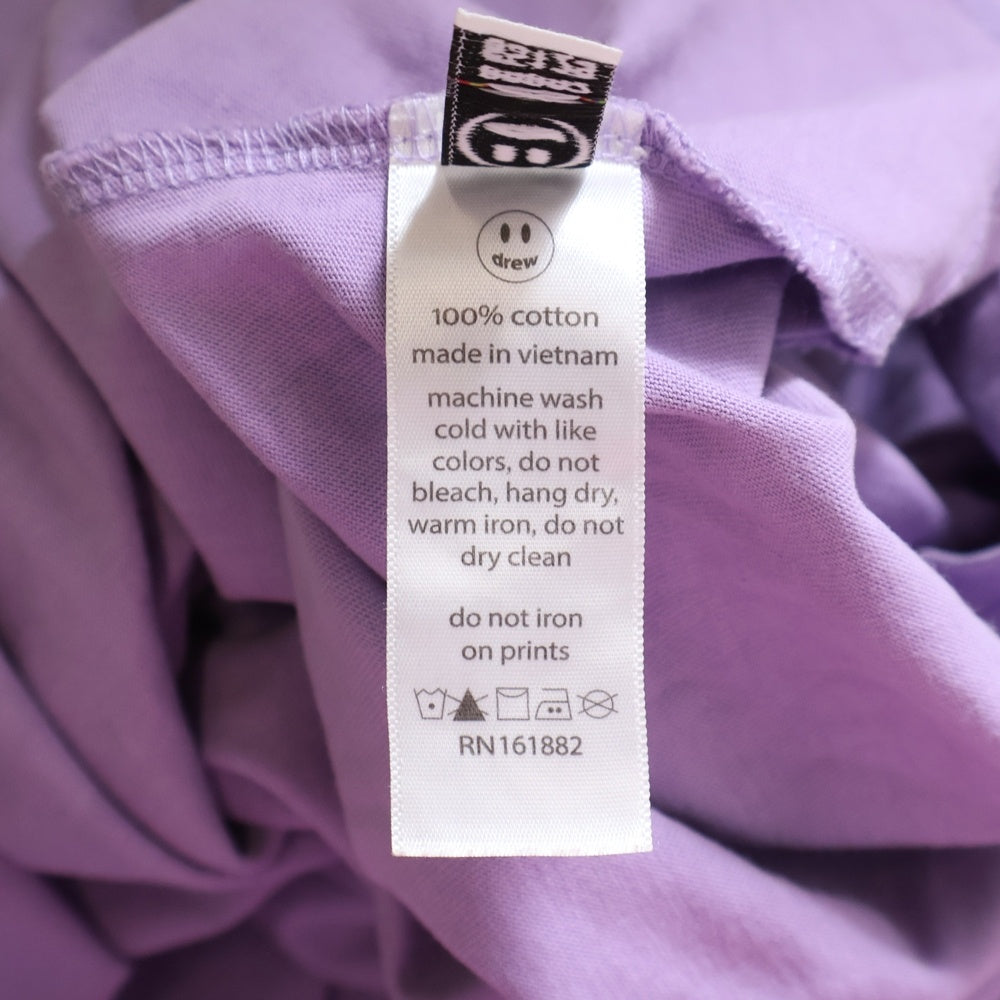 drew
100% cotton
made in vietnam
machine wash
cold with like
colors, do not
bleach, hang dry,
warm iron, do not
dry clean
do not iron
on prints
RN161882